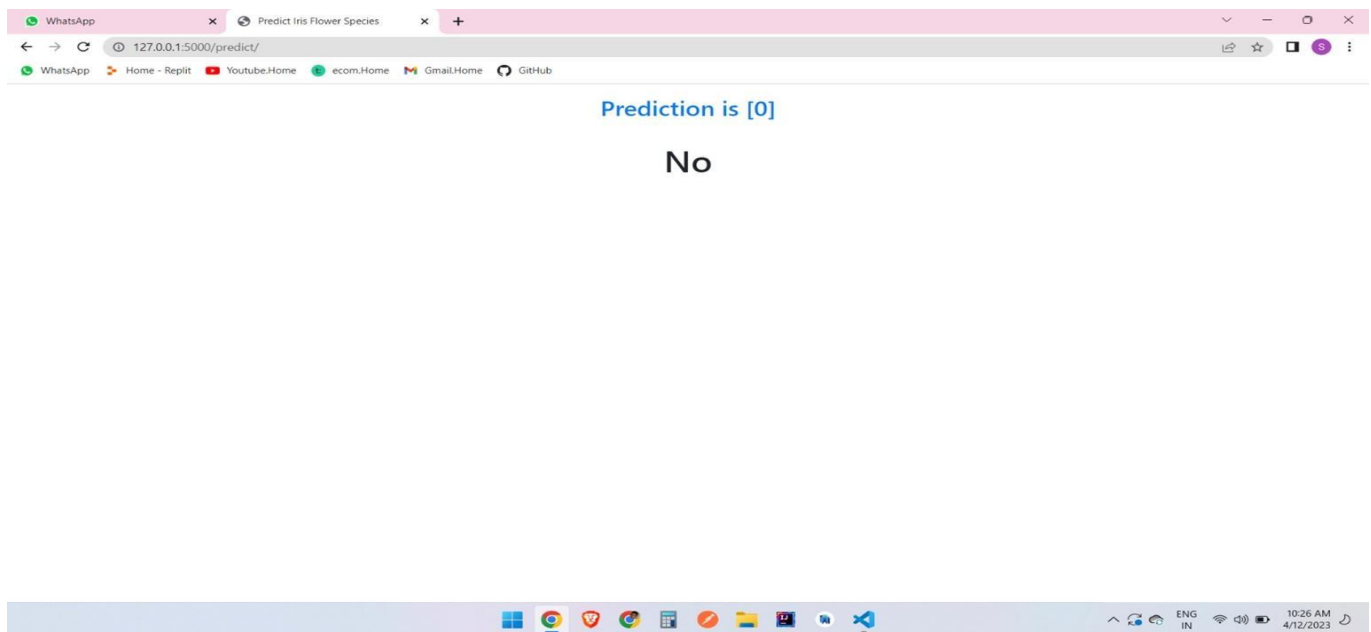 WhatsApp
Predict Iris Flower Species
127.0.0.1:5000/predict/
S
WhatsApp Home - Replit Youtube.Home ecom.Home Gmail.Home GitHub
Prediction is [0]
No
ENG
IN
10:26 AM
4/12/2023